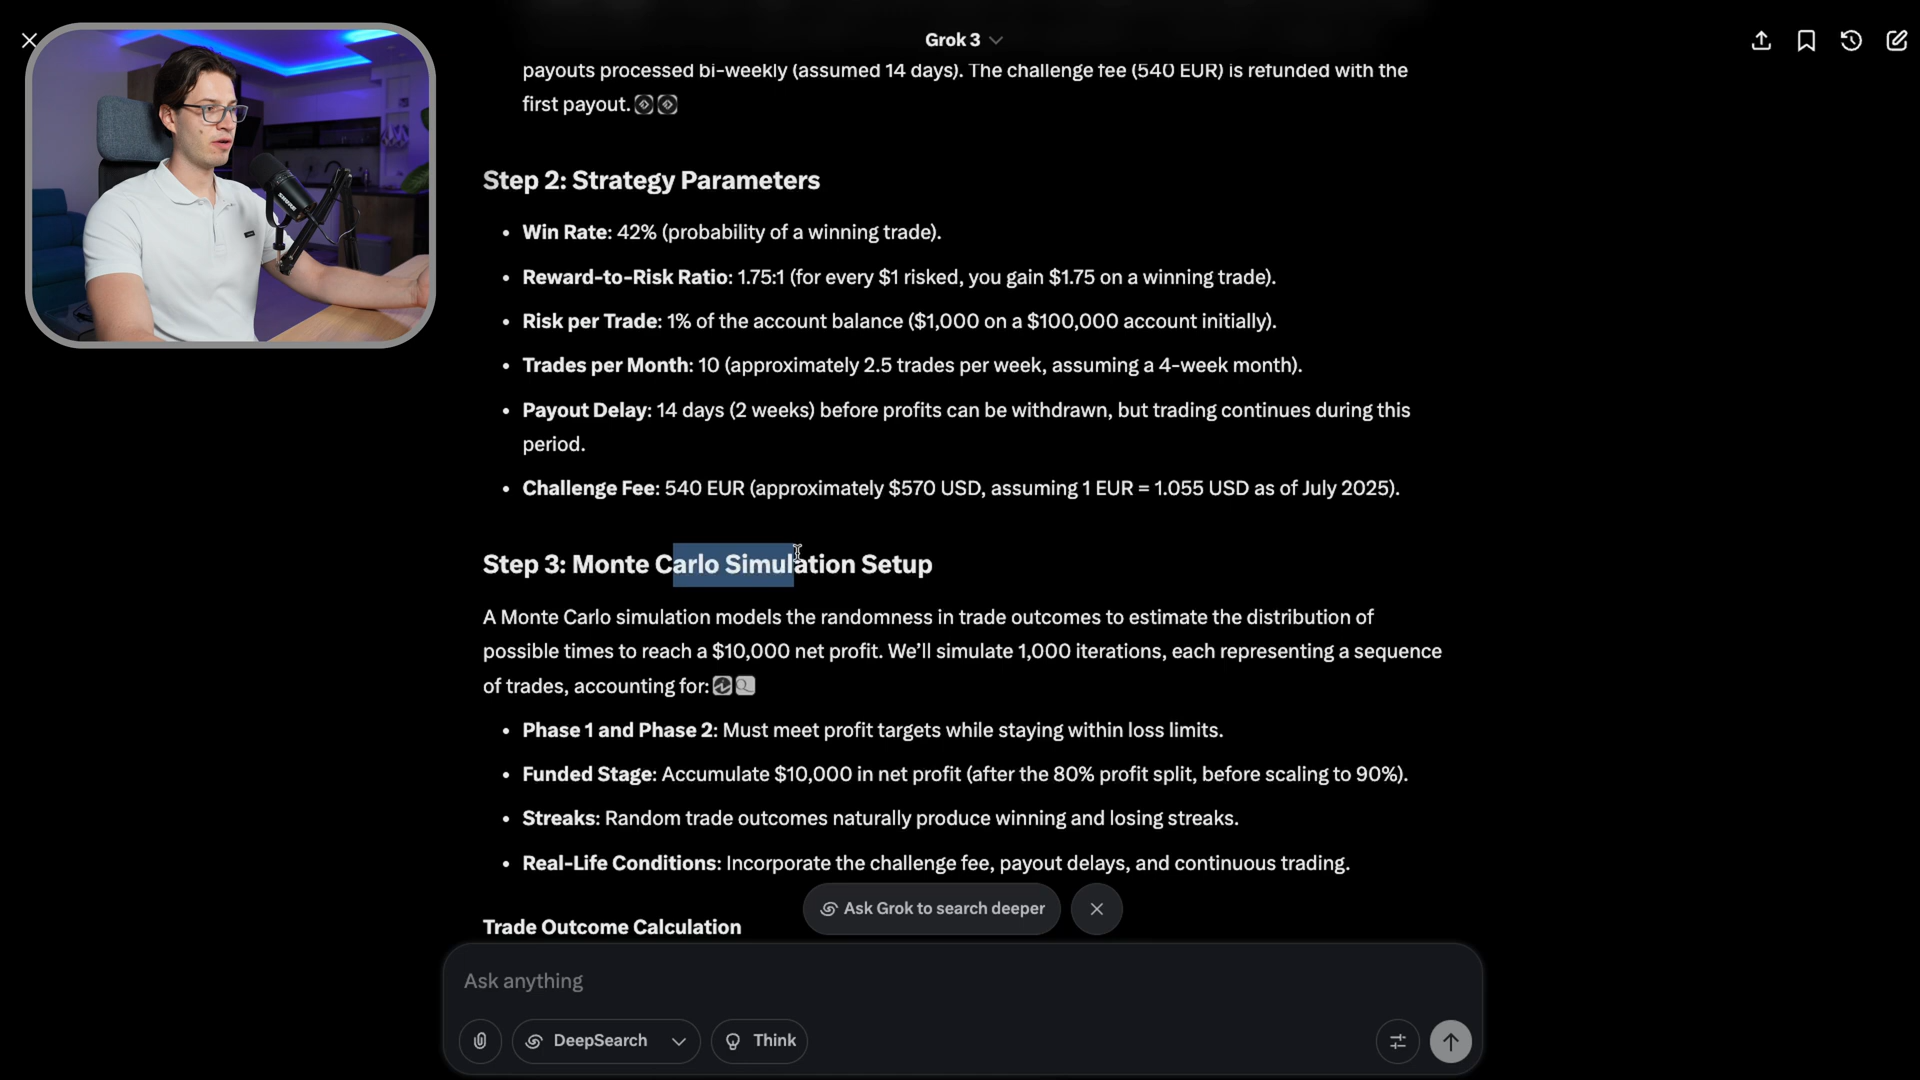 Grok 3
payouts processed bi-weekly (assumed 14 days). The challenge fee (540 EUR) is refunded with the
first payout.
Step 2: Strategy Parameters
• Win Rate: 42% (probability of a winning trade).
• Reward-to-Risk Ratio: 1.75:1 (for every $1 risked, you gain $1.75 on a winning trade).
• Risk per Trade: 1% of the account balance ($1,000 on a $100,000 account initially).
• Trades per Month: 10 (approximately 2.5 trades per week, assuming a 4-week month).
• Payout Delay: 14 days (2 weeks) before profits can be withdrawn, but trading continues during this
period.
• Challenge Fee: 540 EUR (approximately $570 USD, assuming 1 EUR = 1.055 USD as of July 2025).
Step 3: Monte Carlo Simulation Setup
A Monte Carlo simulation models the randomness in trade outcomes to estimate the distribution of
possible times to reach a $10,000 net profit. We’ll simulate 1,000 iterations, each representing a sequence
of trades, accounting for:
• Phase 1 and Phase 2: Must meet profit targets while staying within loss limits.
• Funded Stage: Accumulate $10,000 in net profit (after the 80% profit split, before scaling to 90%).
• Streaks: Random trade outcomes naturally produce winning and losing streaks.
• Real-Life Conditions: Incorporate the challenge fee, payout delays, and continuous trading.
Ask Grok to search deeper
Trade Outcome Calculation
Ask anything
DeepSearch
Think
SHURE